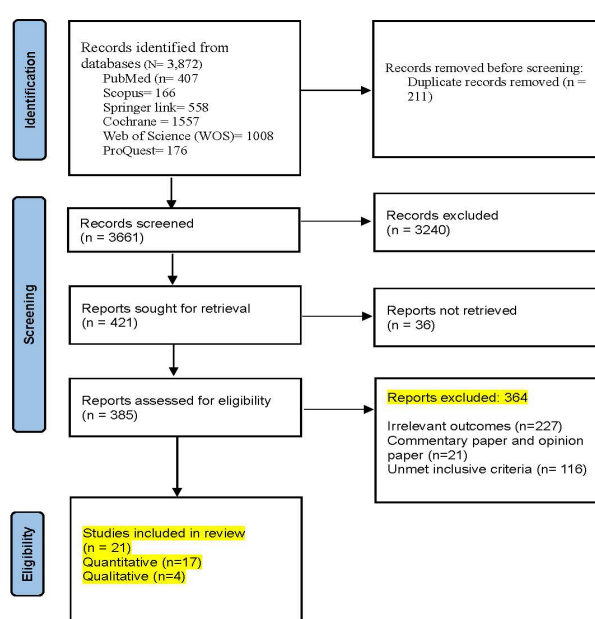 Identification
Records identified from
databases (N= 3,872)
PubMed (n= 407
Scopus= 166
Springer link= 558
Cochrane = 1557
Web of Science (WOS)= 1008
ProQuest= 176
Records removed before screening:
Duplicate records removed (n =
211)
Screening
Records screened
(n = 3661)
Records excluded
(n = 3240)
Reports sought for retrieval
(n = 421)
Reports not retrieved
(n = 36)
Reports assessed for eligibility
(n = 385)
Reports excluded: 364
Irrelevant outcomes (n=227)
Commentary paper and opinion
paper (n=21)
Unmet inclusive criteria (n= 116)
Eligibility
Studies included in review
(n = 21)
Quantitative (n=17)
Qualitative (n=4)